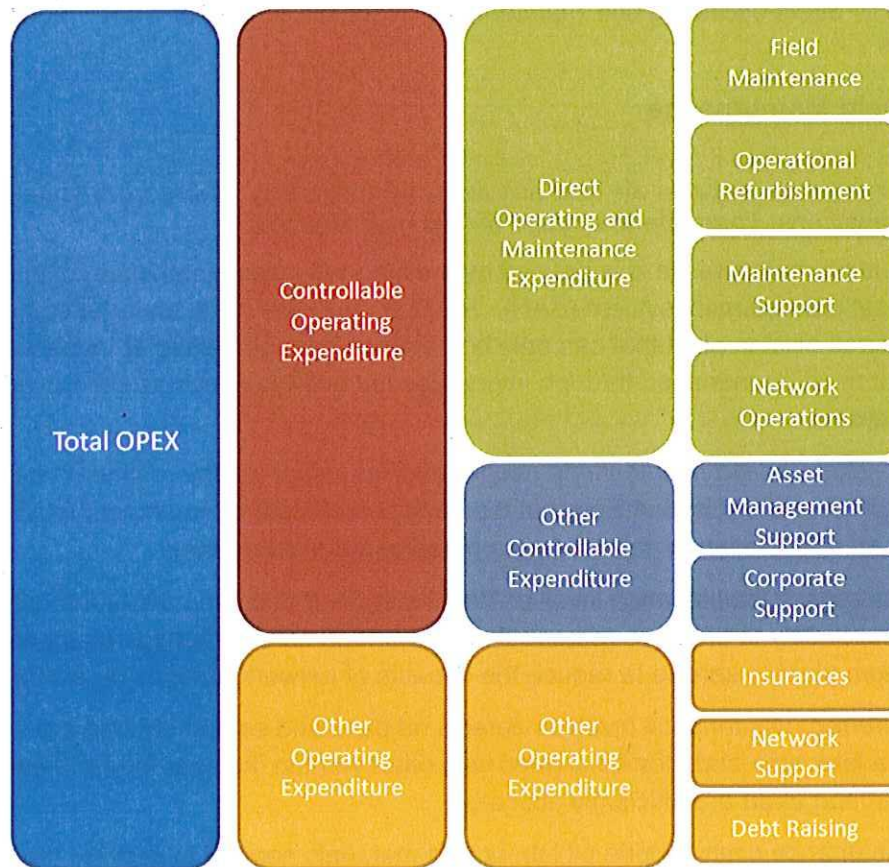 Total OPEX
Controllable
Operating
Expenditure
Other
Operating
Expenditure
Direct
Operating and
Maintenance
Expenditure
Other
Controllable
Expenditure
Other
Operating
Expenditure
Field
Maintenance
Operational
Refurbishment
Maintenance
Support
Network
Operations
Asset
Management
Support
Corporate
Support
Insurances
Network
Support
Debt Raising